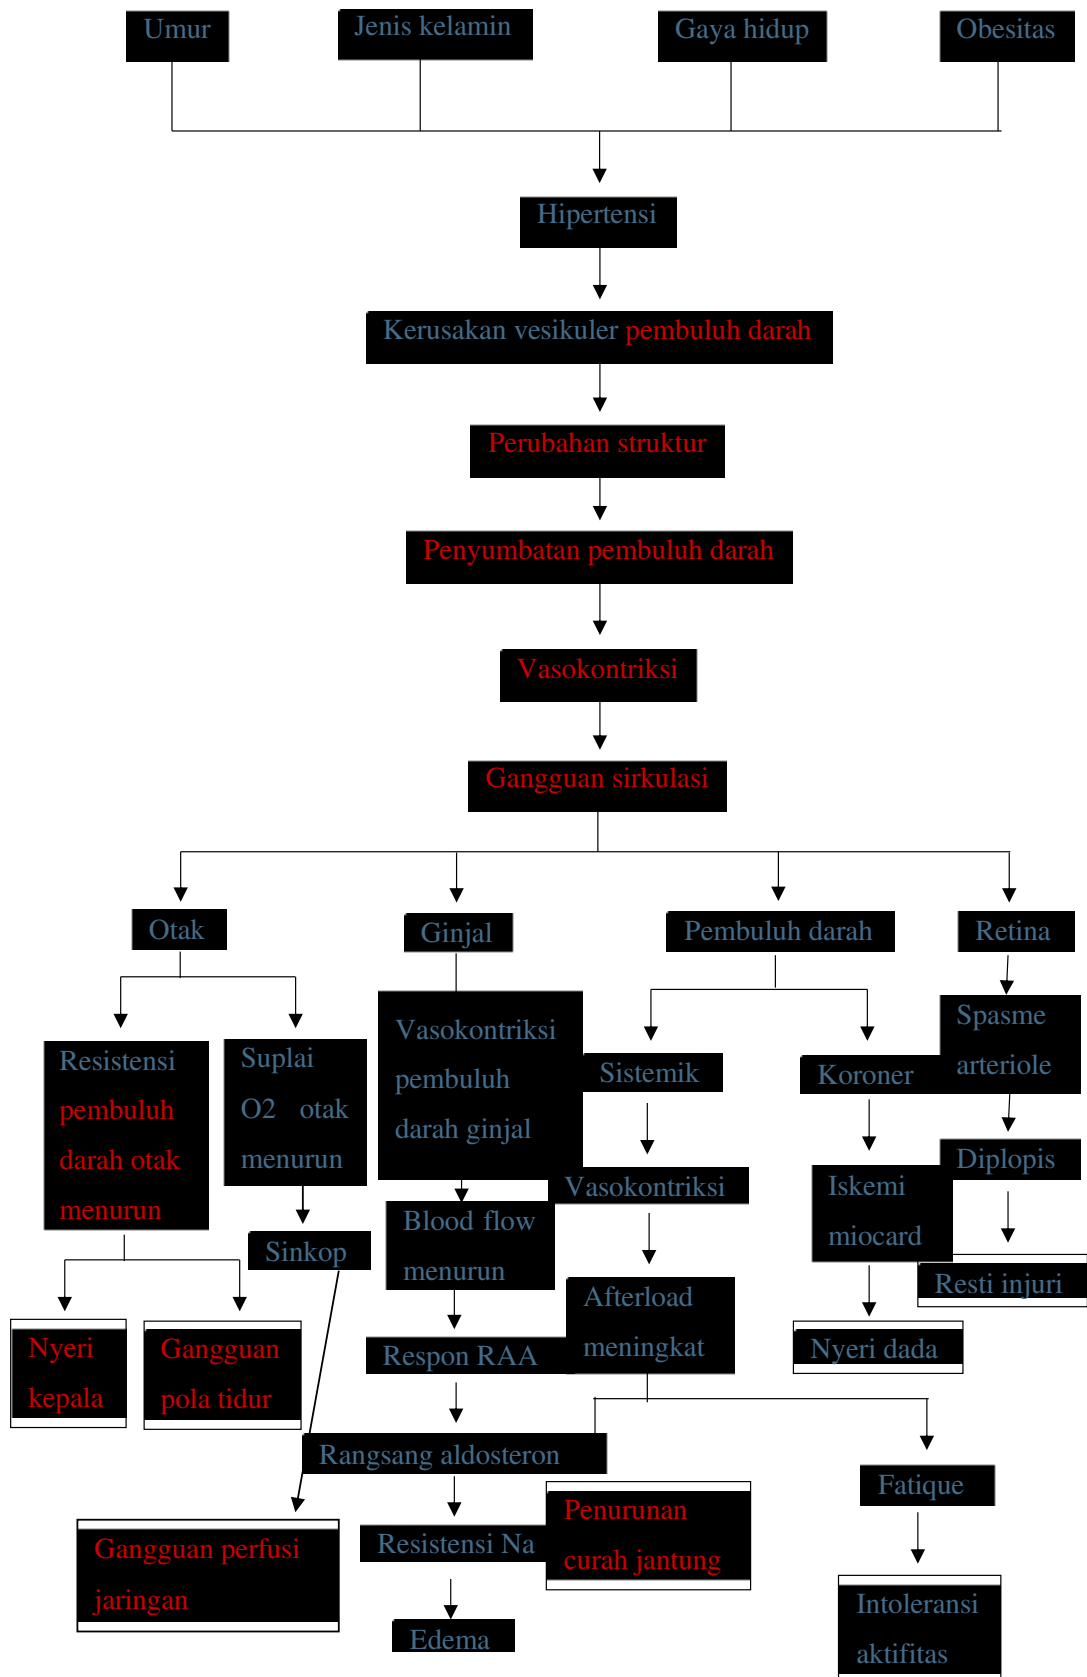 Umur
Jenis kelamin
Gaya hidup
Obesitas
Hipertensi
Kerusakan vesikuler pembuluh darah
Perubahan struktur
Penyumbatan pembuluh darah
Vasokontriksi
Gangguan sirkulasi
Otak
Ginjal
Pembuluh darah
Retina
Resistensi
pembuluh
darah otak
menurun
Suplai
O2 otak
menurun
Vasokontriksi
pembuluh
darah ginjal
Sistemik
Koroner
Spasme
arteriole
Vasokontriksi
Iskemi
miocard
Diplopis
Sinkop
Blood flow
menurun
Afterload
meningkat
Resti injuri
Nyeri
kepala
Gangguan
pola tidur
Respon RAA
Nyeri dada
Rangsang aldosteron
Fatique
Gangguan perfusi
jaringan
Resistensi Na
Penurunan
curah jantung
Edema
Intoleransi
aktifitas